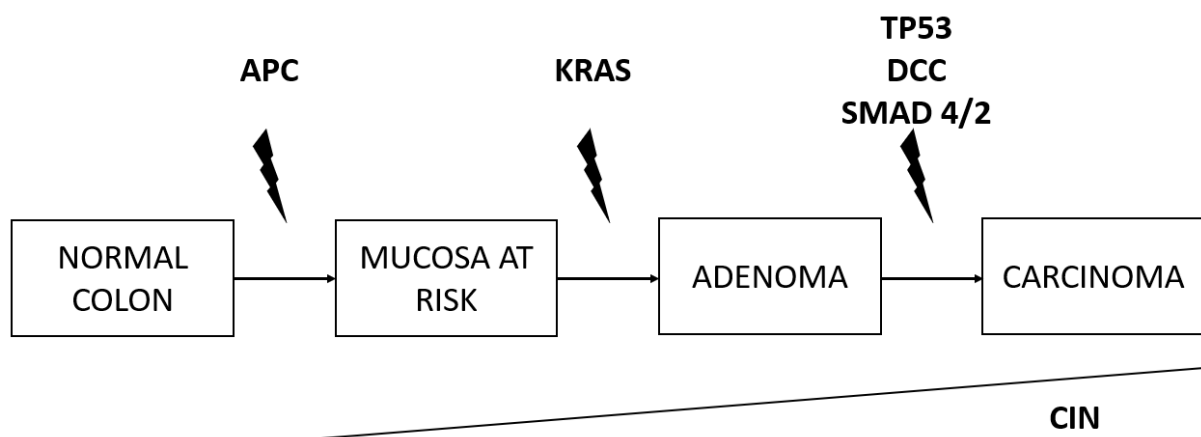 APC
KRAS
TP53
DCC
SMAD 4/2
NORMAL
COLON
MUCOSA AT
RISK
ADENOMA
CARCINOMA
CIN